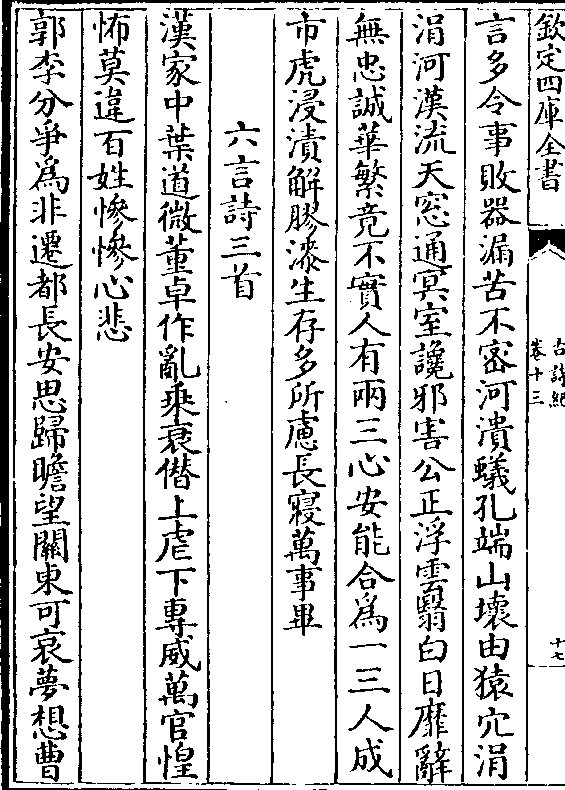 欽定四庫全書
古詩紀
卷十三
十七
言多令事敗器漏苦不宻河潰蟻孔端山壊由猿穴涓
涓河漢流天窓通㝠室讒邪害公正浮雲翳白日靡辭
無忠誠華繁竟不實人有兩三心安能合為一三人成
市虎浸漬解膠漆生存多所慮長寢萬事畢
六言詩三首
漢家中葉道微董卓作亂乘衰僭上虐下專威萬官惶
怖莫違百姓慘慘心悲
郭李分爭為非遷都長安思歸瞻望關東可哀夢想曹